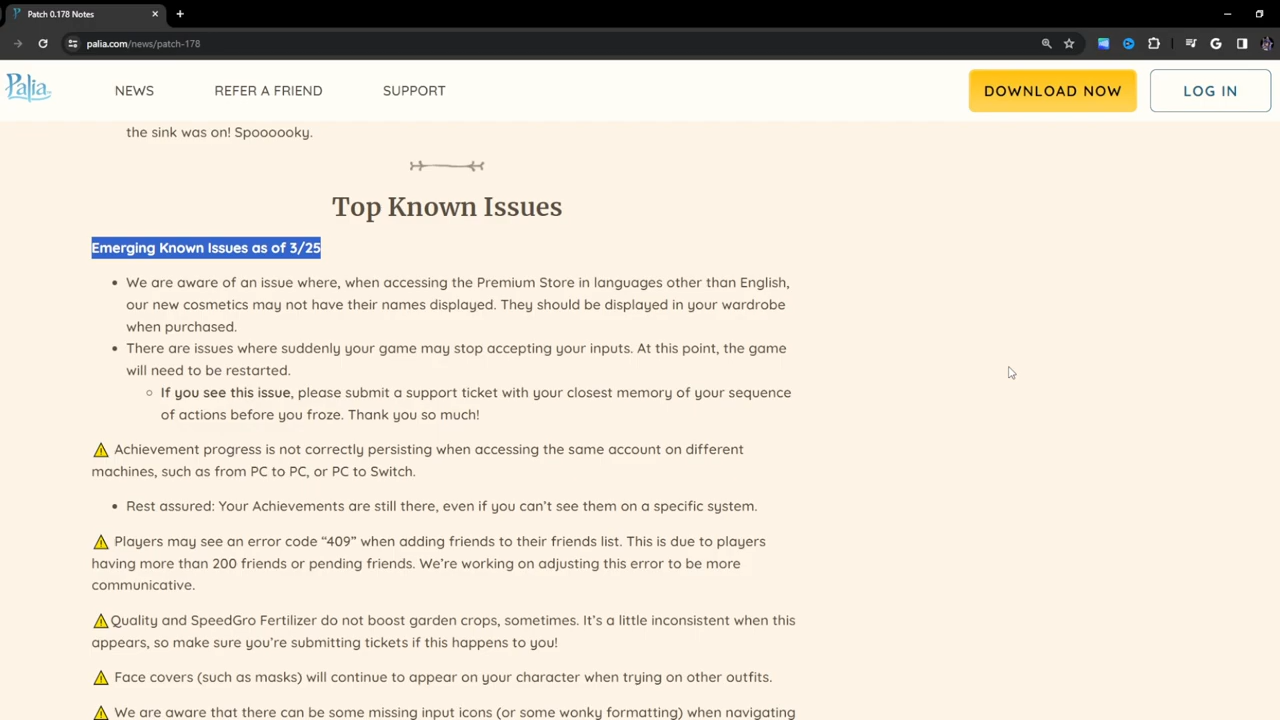 Patch 0.178 Notes
palia.com/news/patch-178
Palia
NEWS
REFER A FRIEND
SUPPORT
DOWNLOAD NOW
LOG IN
the sink was on! Spoooooky.
Top Known Issues
Emerging Known Issues as of 3/25
• We are aware of an issue where, when accessing the Premium Store in languages other than English,
our new cosmetics may not have their names displayed. They should be displayed in your wardrobe
when purchased.
• There are issues where suddenly your game may stop accepting your inputs. At this point, the game
will need to be restarted.
○ If you see this issue, please submit a support ticket with your closest memory of your sequence
of actions before you froze. Thank you so much!
⚠ Achievement progress is not correctly persisting when accessing the same account on different
machines, such as from PC to PC, or PC to Switch.
• Rest assured: Your Achievements are still there, even if you can’t see them on a specific system.
⚠ Players may see an error code “409” when adding friends to their friends list. This is due to players
having more than 200 friends or pending friends. We’re working on adjusting this error to be more
communicative.
⚠Quality and SpeedGro Fertilizer do not boost garden crops, sometimes. It’s a little inconsistent when this
appears, so make sure you’re submitting tickets if this happens to you!
⚠ Face covers (such as masks) will continue to appear on your character when trying on other outfits.
⚠ We are aware that there can be some missing input icons (or some wonky formatting) when navigating